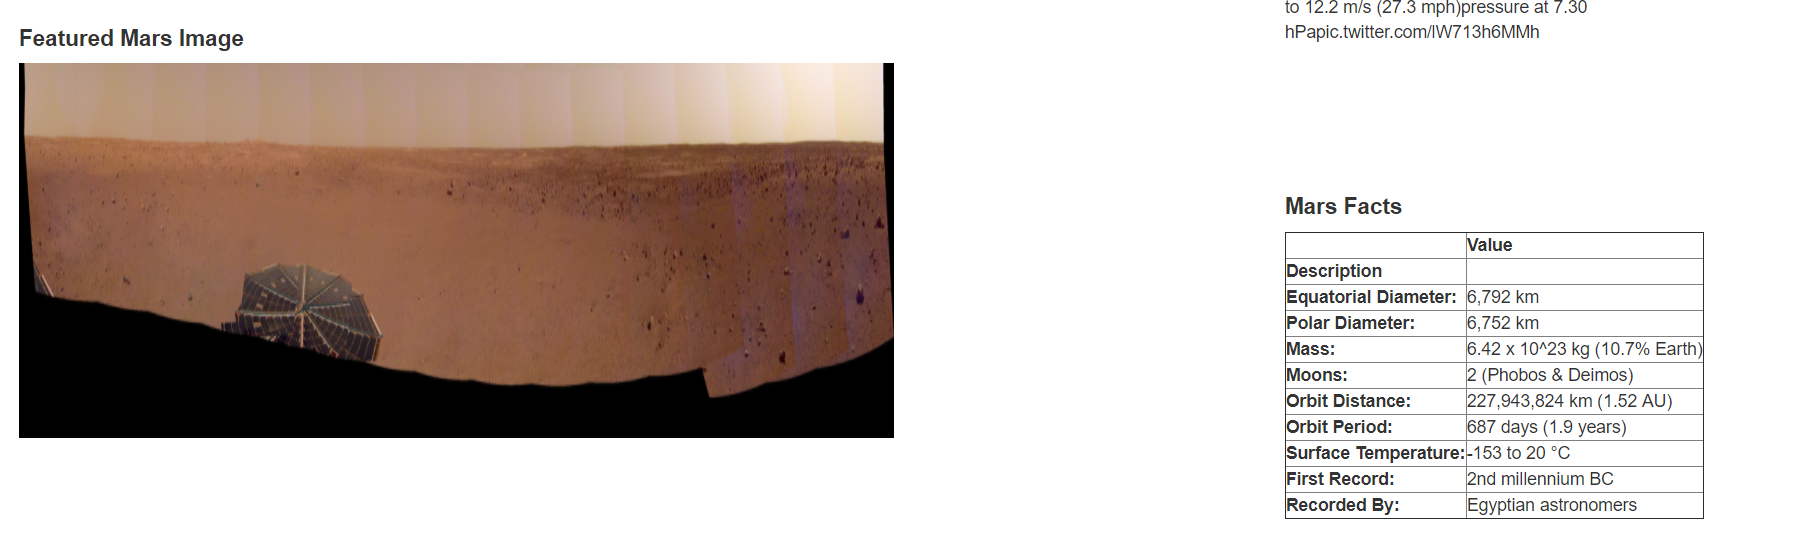 to 12.2 m/s (27.3 mph)pressure at 7.30
hPapic.twitter.com/lW713h6MMh
Featured Mars Image
Mars Facts
Value
Description
Equatorial Diameter: 6,792 km
Polar Diameter: 6,752 km
Mass: 6.42 x 10^23 kg (10.7% Earth)
Moons: 2 (Phobos & Deimos)
Orbit Distance: 227,943,824 km (1.52 AU)
Orbit Period: 687 days (1.9 years)
Surface Temperature: -153 to 20 °C
First Record: 2nd millennium BC
Recorded By: Egyptian astronomers